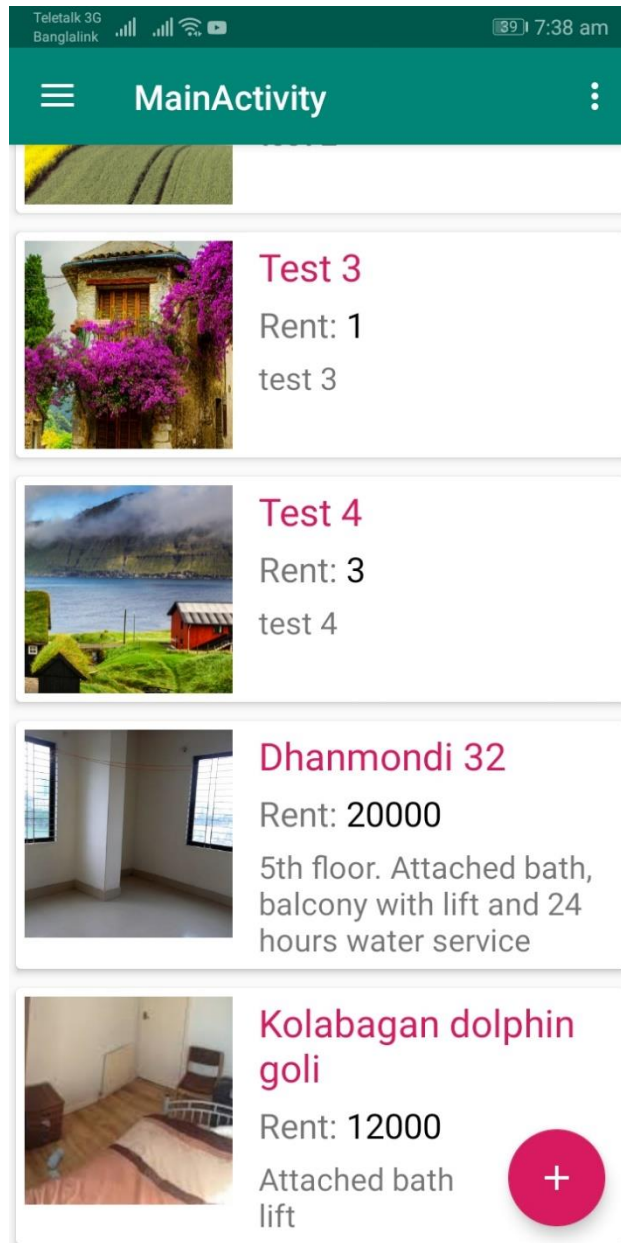 Teletalk 3G
Banglalink
39 7:38 am
MainActivity
Test 3
Rent: 1
test 3
Test 4
Rent: 3
test 4
Dhanmondi 32
Rent: 20000
5th floor. Attached bath,
balcony with lift and 24
hours water service
Kolabagan dolphin
goli
Rent: 12000
Attached bath
lift
+